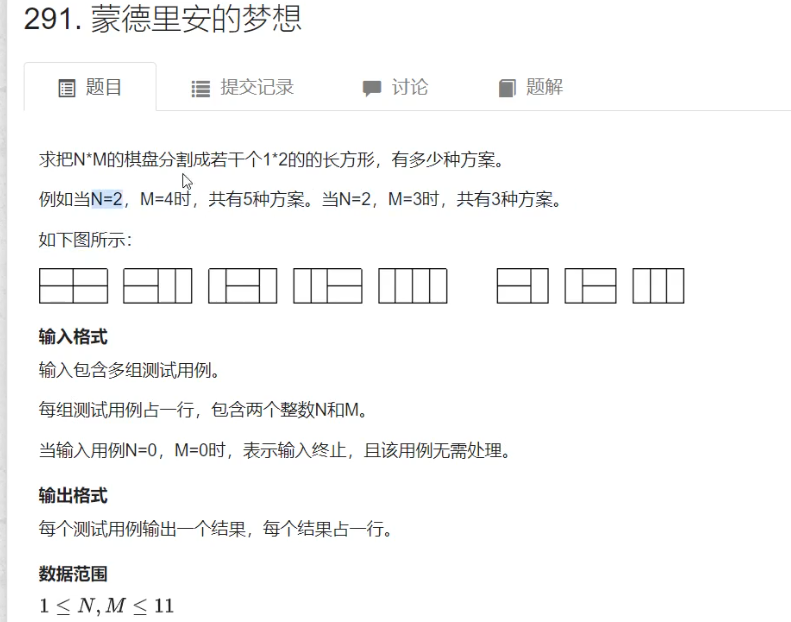 291. 蒙德里安的梦想
题目 提交记录 讨论 题解
求把N*M的棋盘分割成若干个1*2的的长方形，有多少种方案。
例如当N=2，M=4时，共有5种方案。当N=2，M=3时，共有3种方案。
如下图所示：
输入格式
输入包含多组测试用例。
每组测试用例占一行，包含两个整数N和M。
当输入用例N=0，M=0时，表示输入终止，且该用例无需处理。
输出格式
每个测试用例输出一个结果，每个结果占一行。
数据范围
1 ≤ N, M ≤ 11